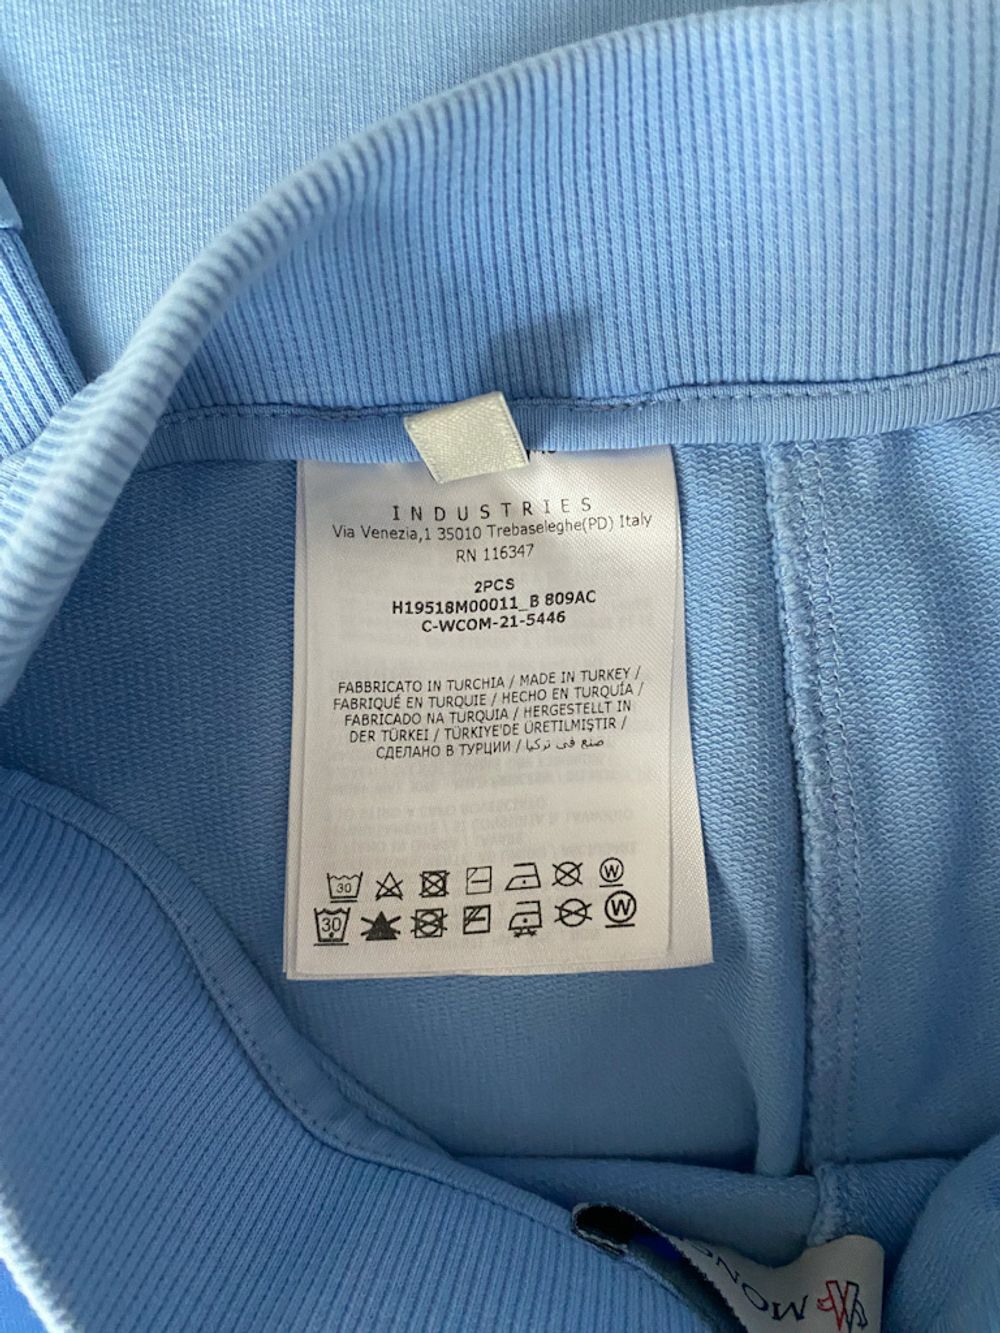 INDUSTRIES
Via Venezia,1 35010 Trebaseleghe(PD) Italy
RN 116347
2PCS
H19518M00011_B 809AC
C-WCOM-21-5446
FABBRICATO IN TURCHIA / MADE IN TURKEY /
FABRIQUÉ EN TURQUIE / HECHO EN TURQUÍA /
FABRICADO NA TURQUIA / HERGESTELLT IN
DER TÜRKEI / TÜRKIYE'DE ÜRETILMIŞTIR /
СДЕЛАНО В ТУРЦИИ / صنع في تركيا
30 W
30 W